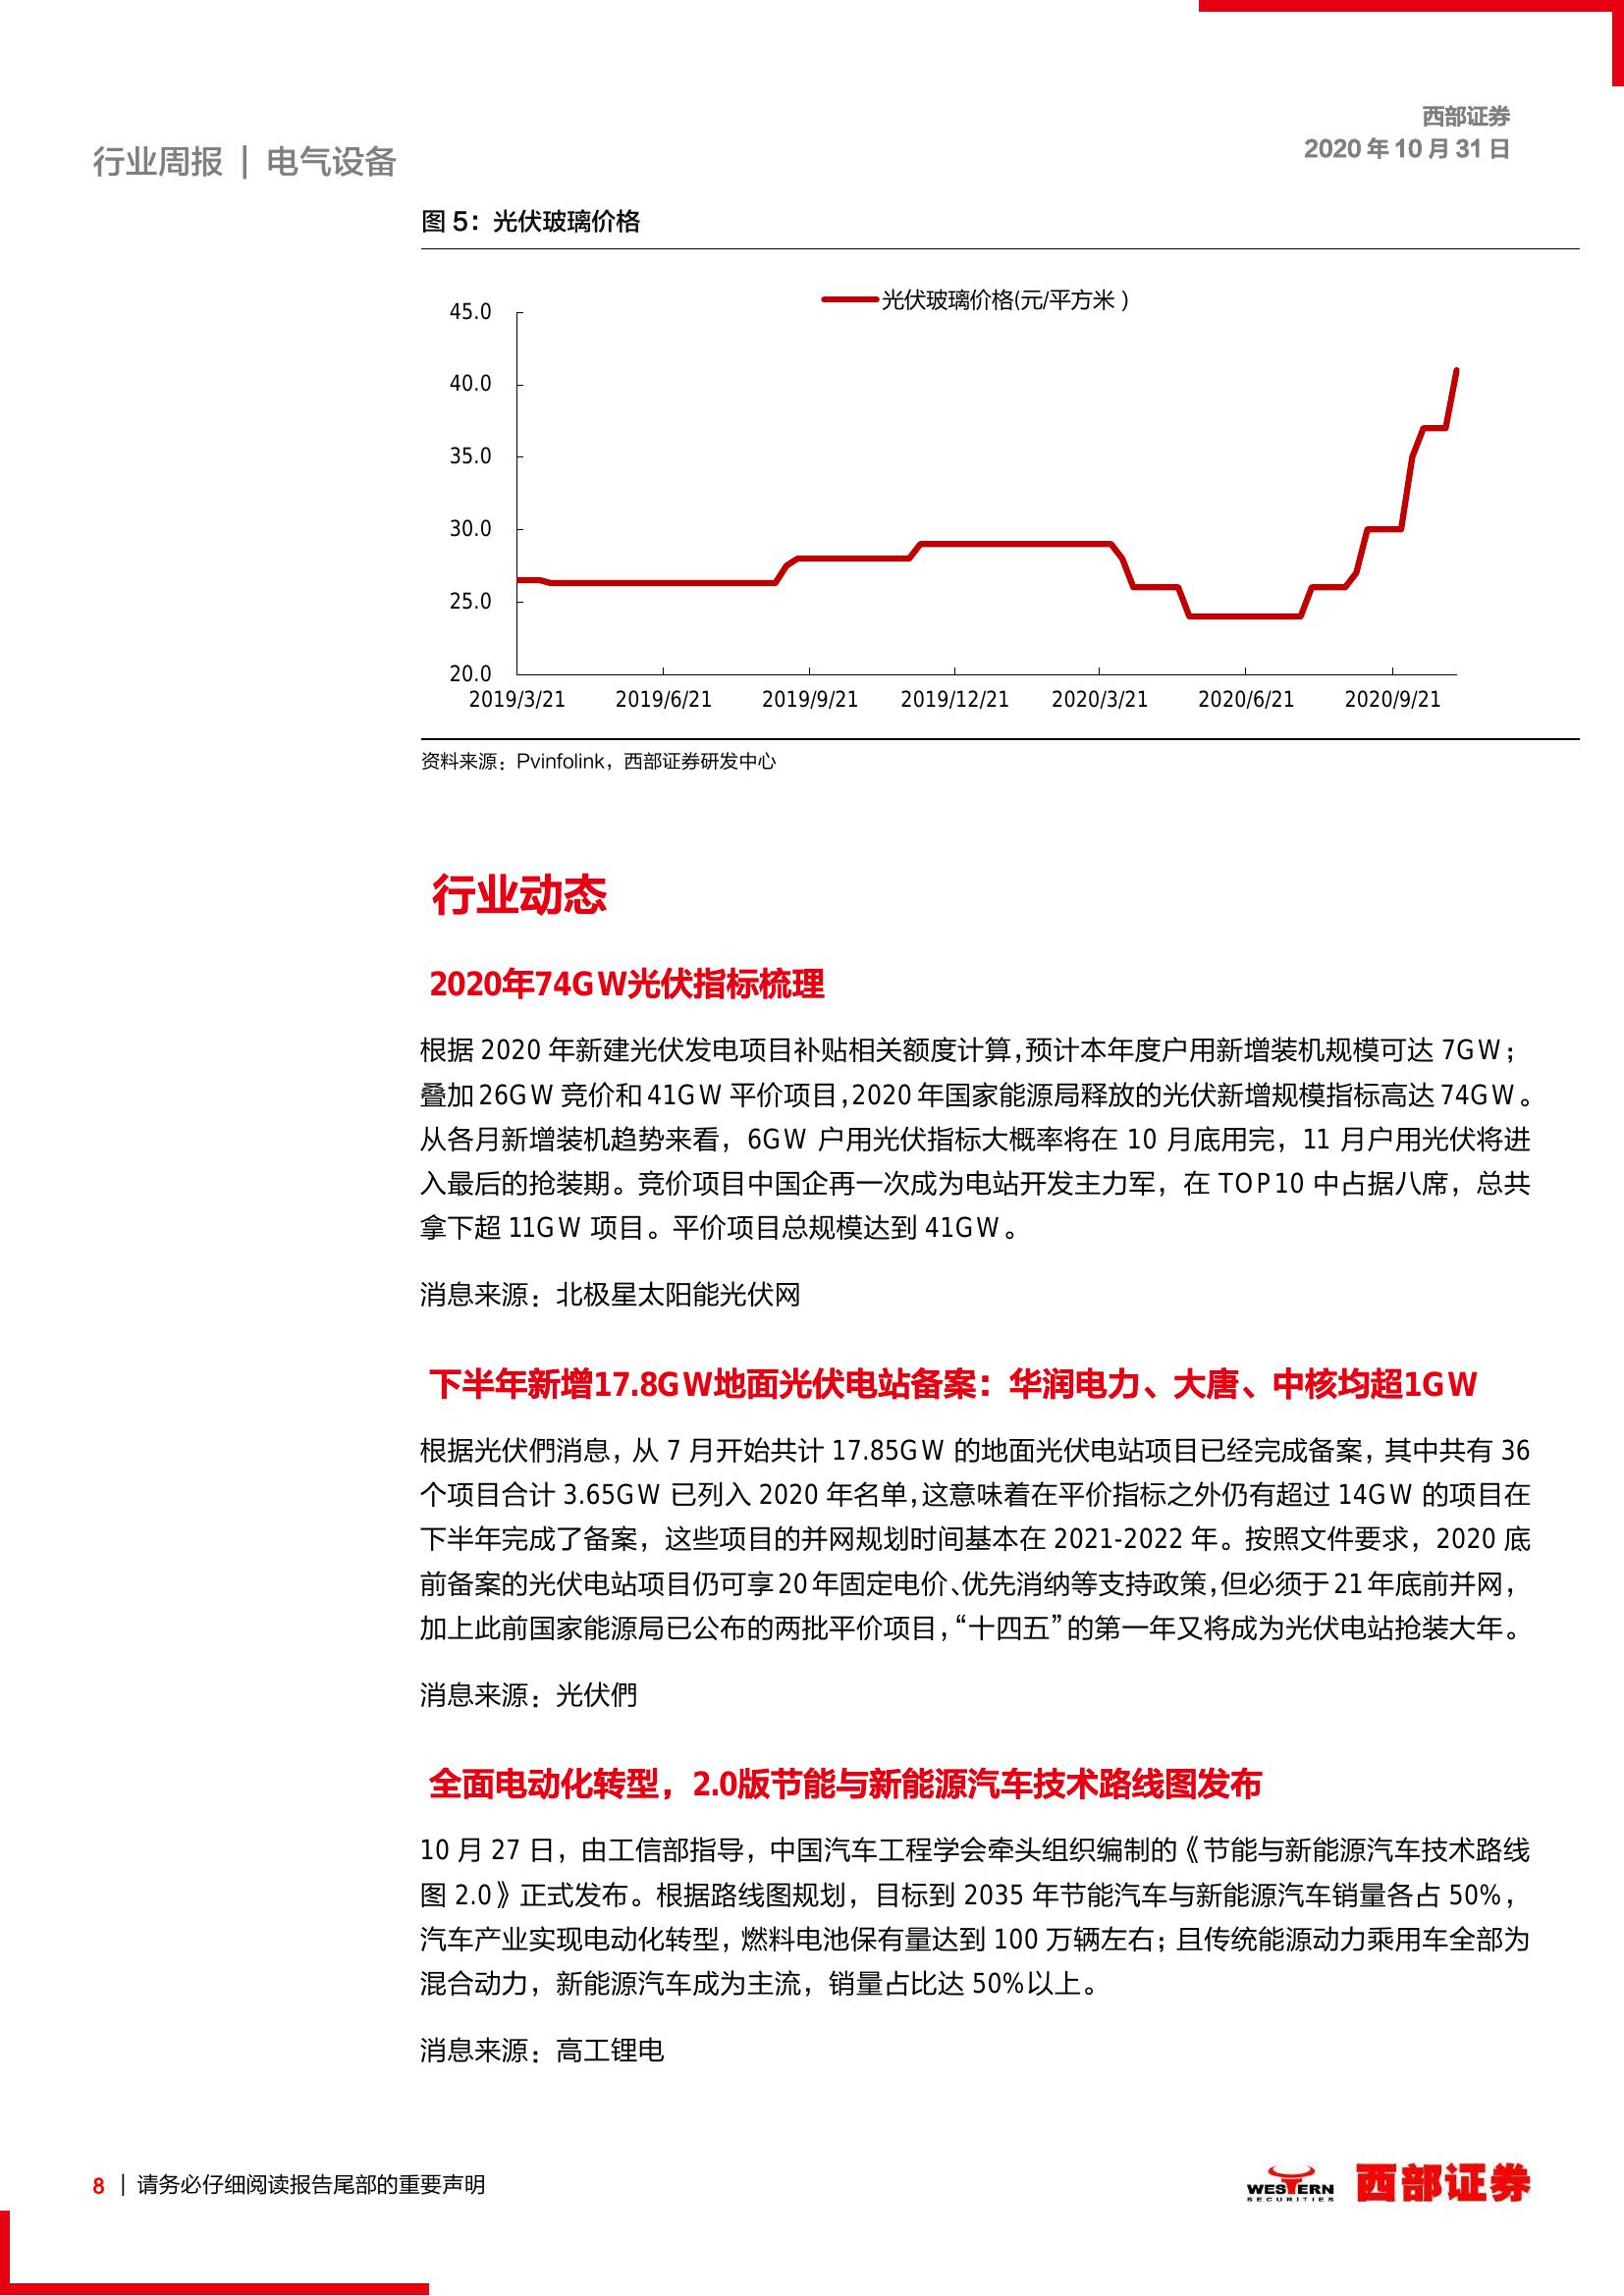 西部证券
2020 年 10 月 31 日
行业周报 | 电气设备
图 5：光伏玻璃价格
光伏玻璃价格(元/平方米 )
45.0
40.0
35.0
30.0
25.0
20.0
2019/3/21 2019/6/21 2019/9/21 2019/12/21 2020/3/21 2020/6/21 2020/9/21
资料来源：Pvinfolink，西部证券研发中心
行业动态
2020年74GW光伏指标梳理
根据 2020 年新建光伏发电项目补贴相关额度计算，预计本年度户用新增装机规模可达 7GW；
叠加 26GW 竞价和 41GW 平价项目，2020 年国家能源局释放的光伏新增规模指标高达 74GW。
从各月新增装机趋势来看，6GW 户用光伏指标大概率将在 10 月底用完，11 月户用光伏将进
入最后的抢装期。竞价项目中国企再一次成为电站开发主力军，在 TOP10 中占据八席，总共
拿下超 11GW 项目。平价项目总规模达到 41GW。
消息来源：北极星太阳能光伏网
下半年新增17.8GW地面光伏电站备案：华润电力、大唐、中核均超1GW
根据光伏們消息，从 7 月开始共计 17.85GW 的地面光伏电站项目已经完成备案，其中共有 36
个项目合计 3.65GW 已列入 2020 年名单，这意味着在平价指标之外仍有超过 14GW 的项目在
下半年完成了备案，这些项目的并网规划时间基本在 2021-2022 年。按照文件要求，2020 底
前备案的光伏电站项目仍可享 20 年固定电价、优先消纳等支持政策，但必须于 21 年底前并网，
加上此前国家能源局已公布的两批平价项目，“十四五”的第一年又将成为光伏电站抢装大年。
消息来源：光伏們
全面电动化转型，2.0版节能与新能源汽车技术路线图发布
10 月 27 日，由工信部指导，中国汽车工程学会牵头组织编制的《节能与新能源汽车技术路线
图 2.0》正式发布。根据路线图规划，目标到 2035 年节能汽车与新能源汽车销量各占 50%，
汽车产业实现电动化转型，燃料电池保有量达到 100 万辆左右；且传统能源动力乘用车全部为
混合动力，新能源汽车成为主流，销量占比达 50%以上。
消息来源：高工锂电
8 | 请务必仔细阅读报告尾部的重要声明
WESTERN
SECURITIES
西部证券